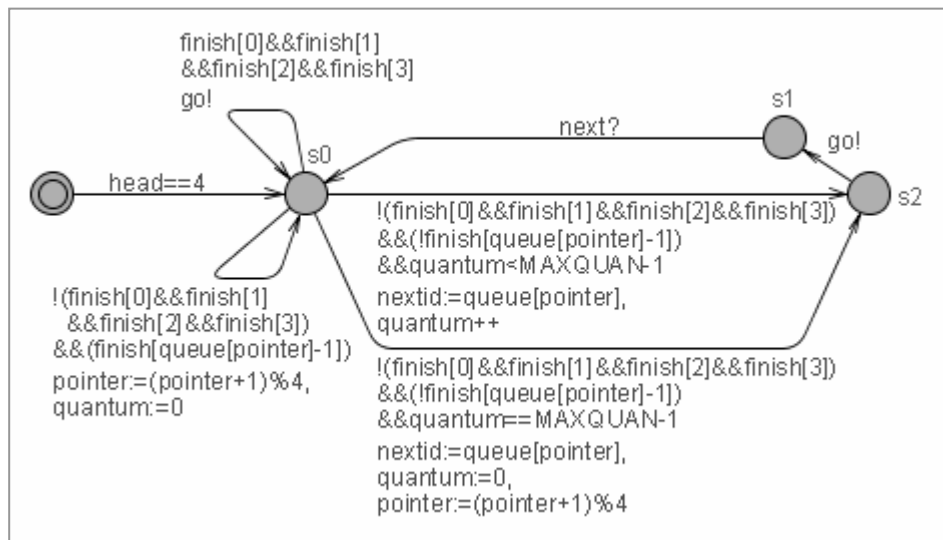 finish[0]&&finish[1]
&&finish[2]&&finish[3]
go!
s0
next?
s1
go!
s2
head==4
!(finish[0]&&finish[1]
&&finish[2]&&finish[3])
&&(finish[queue[pointer]-1])
pointer:=(pointer+1)%4,
quantum:=0
!(finish[0]&&finish[1]&&finish[2]&&finish[3])
&&(!finish[queue[pointer]-1])
&&quantum<MAXQUAN-1
nextid:=queue[pointer],
quantum++
!(finish[0]&&finish[1]&&finish[2]&&finish[3])
&&(!finish[queue[pointer]-1])
&&quantum==MAXQUAN-1
nextid:=queue[pointer],
quantum:=0,
pointer:=(pointer+1)%4